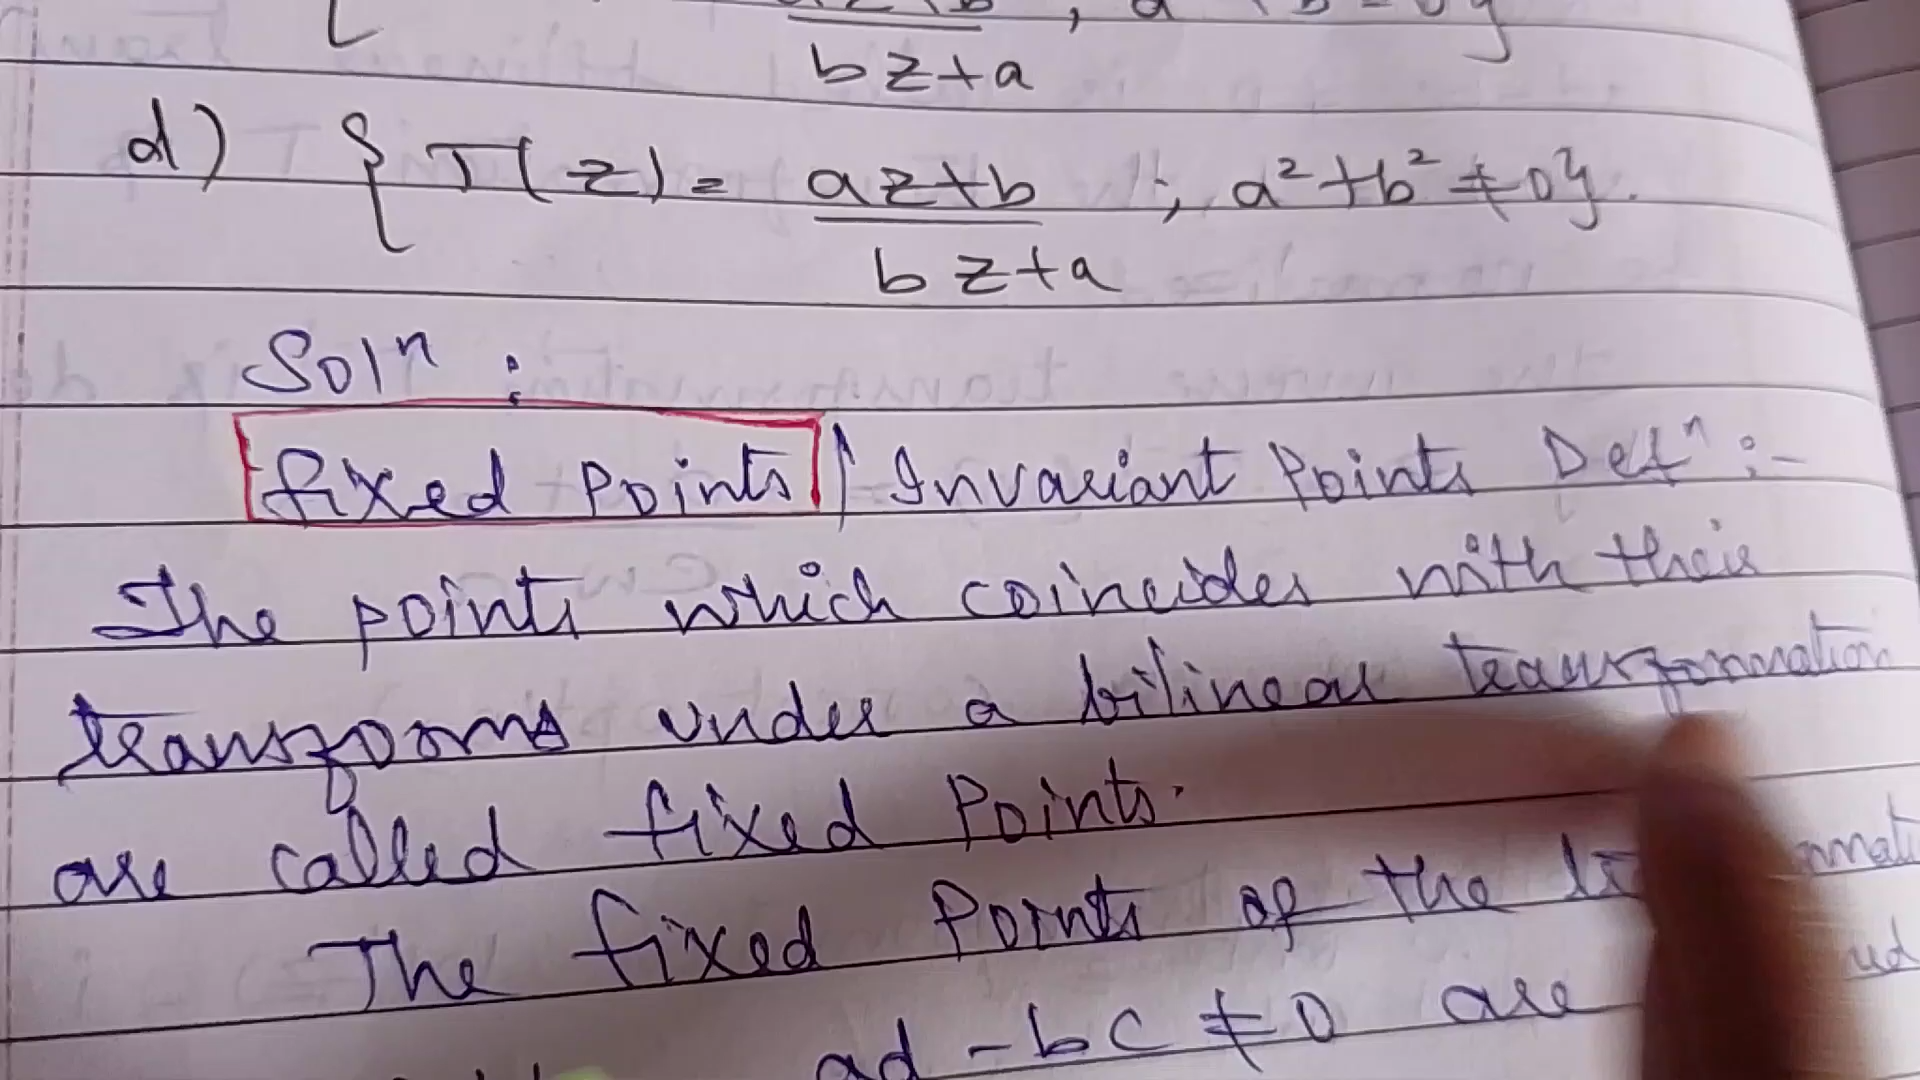 bz+a
d) { T(z) = az+b / bz+a ; a²+b² ≠ 0}.
Solⁿ :
fixed Points / Invariant Points Defⁿ :-
The points which coincides with their
transforms under a bilinear transformation
are called fixed Points.
The fixed Points of the
ad - bc ≠ 0 are